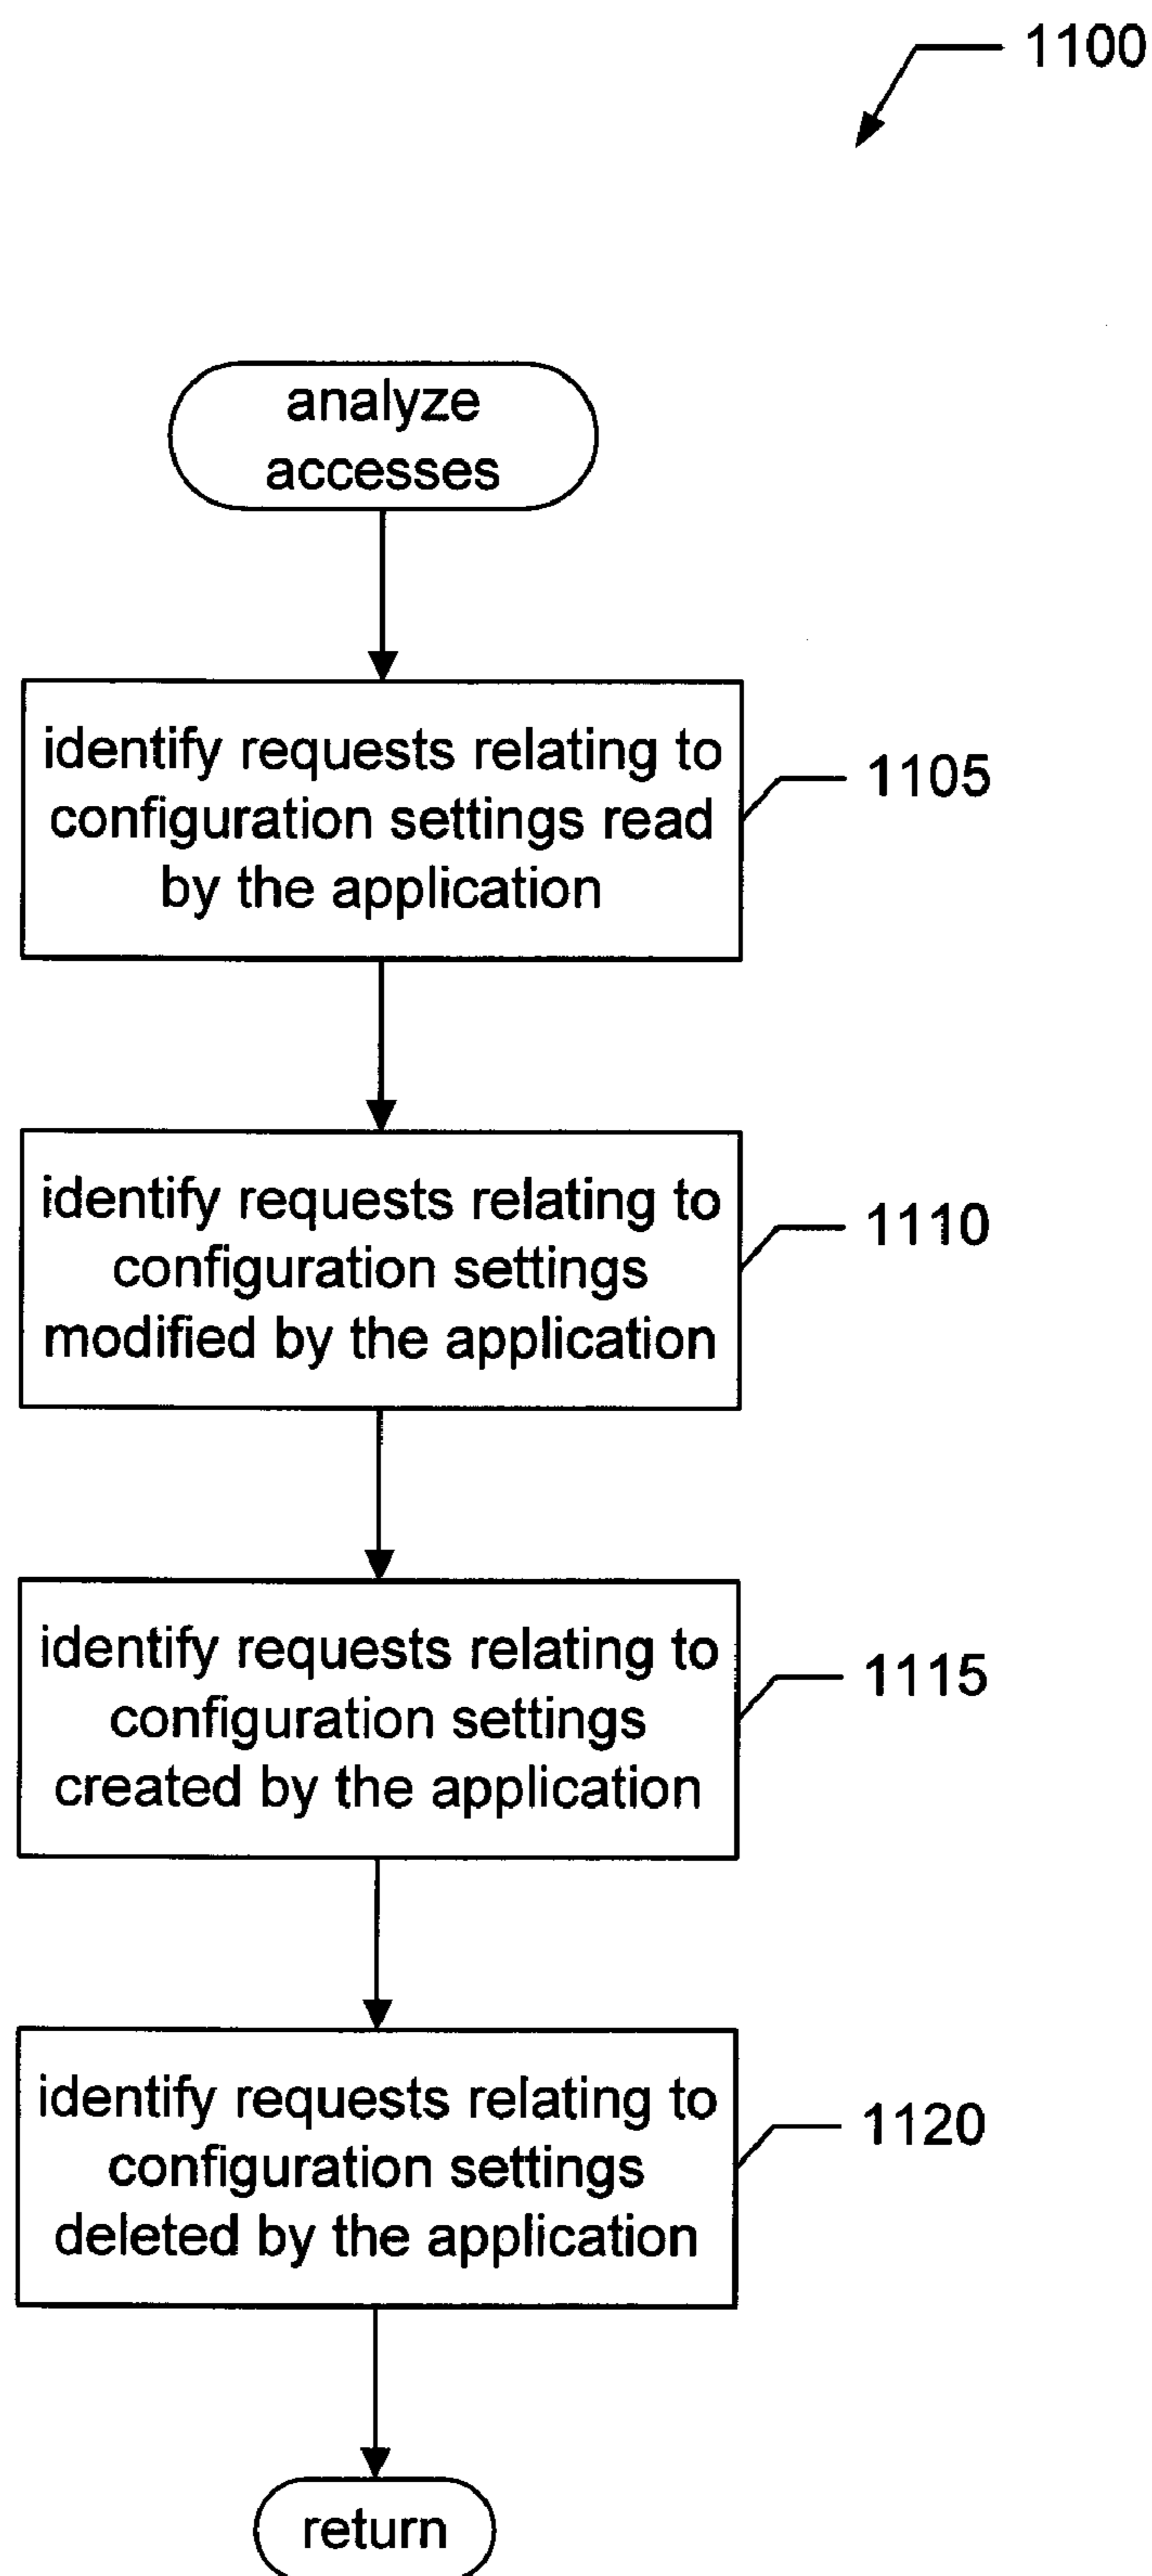 1100
analyze
accesses
identify requests relating to
configuration settings read
by the application
1105
identify requests relating to
configuration settings
modified by the application
1110
identify requests relating to
configuration settings
created by the application
1115
identify requests relating to
configuration settings
deleted by the application
1120
return